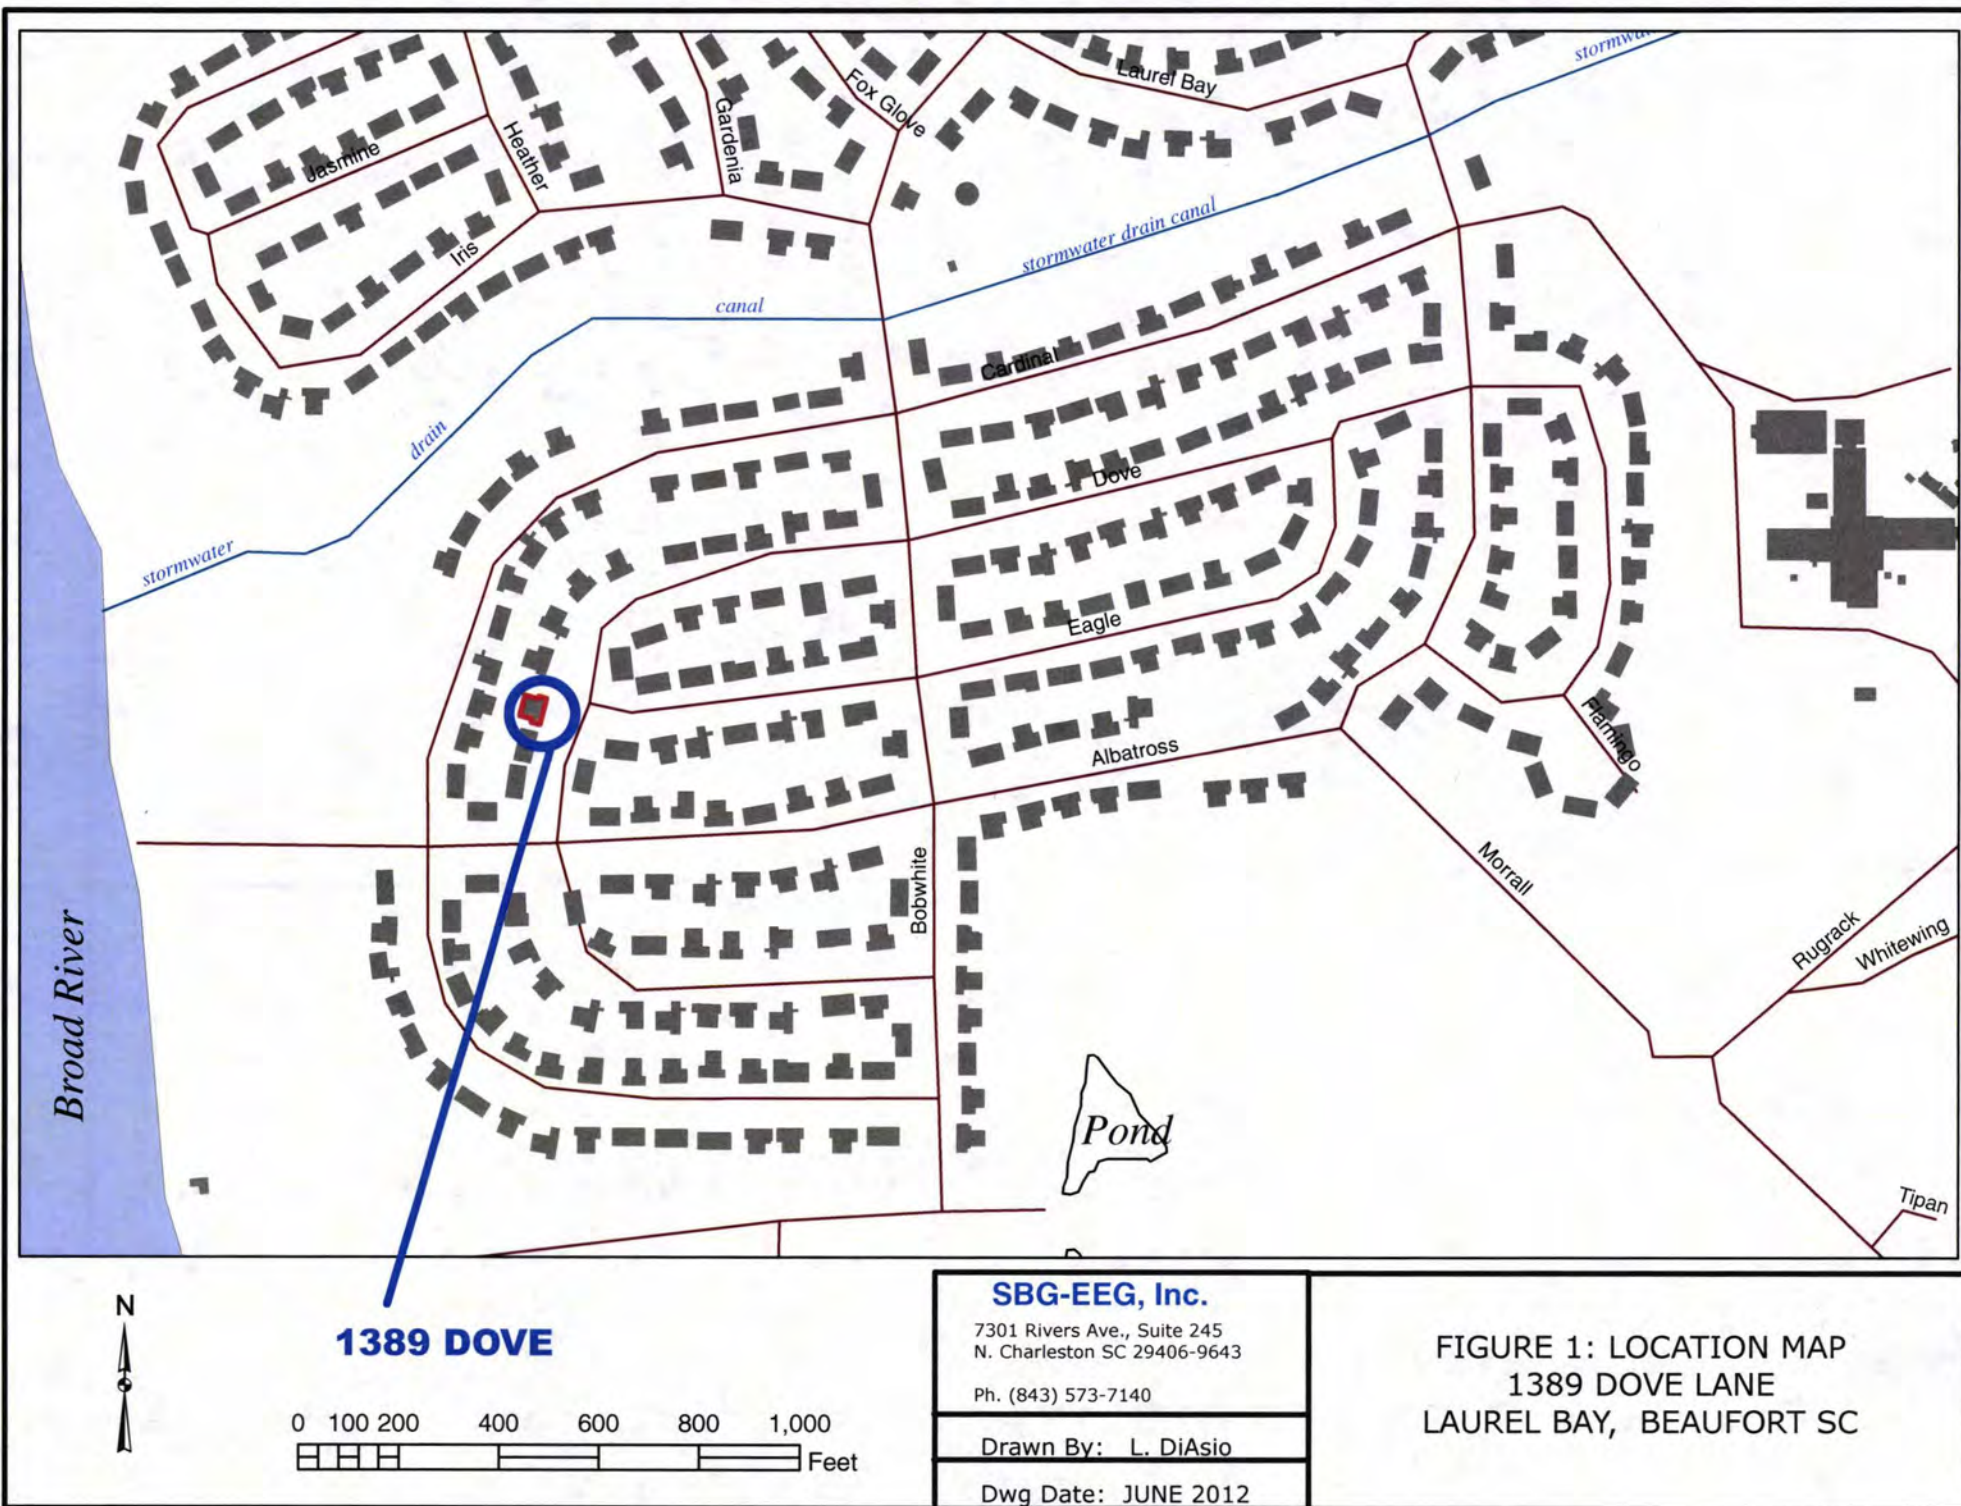 stormwa
Laurel Bay
Fox Glove
Gardenia
Heather
Jasmine
Iris
stormwater drain canal
canal
drain
stormwater
Cardinal
Dove
Eagle
Albatross
Flamingo
Bobwhite
Morrall
Rugrack
Whitewing
Broad River
Pond
Tipan
N
1389 DOVE
0 100 200 400 600 800 1,000
Feet
SBG-EEG, Inc.
7301 Rivers Ave., Suite 245
N. Charleston SC 29406-9643
Ph. (843) 573-7140
Drawn By: L. DiAsio
Dwg Date: JUNE 2012
FIGURE 1: LOCATION MAP
1389 DOVE LANE
LAUREL BAY, BEAUFORT SC